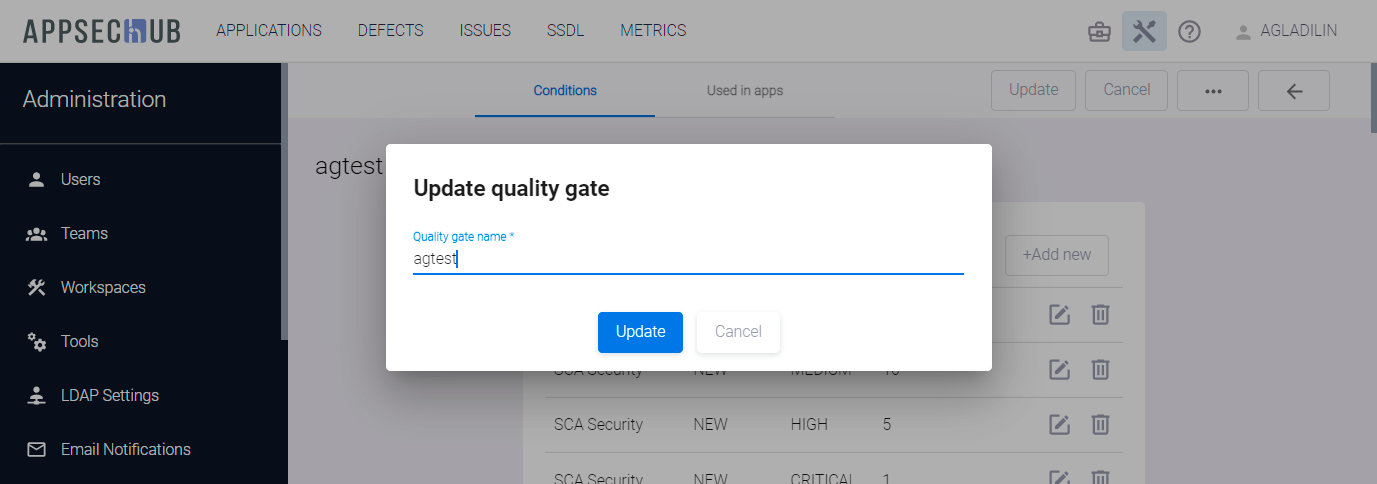 APPSECHUB APPLICATIONS DEFECTS ISSUES SSDL METRICS AGLADILIN
Administration
Conditions Used in apps Update Cancel
agtest
Users
Teams
Workspaces
Tools
LDAP Settings
Email Notifications
Update quality gate
Quality gate name *
agtest
Update Cancel
+Add new
SCA Security NEW MEDIUM 10
SCA Security NEW HIGH 5
SCA Security NEW CRITICAL 1